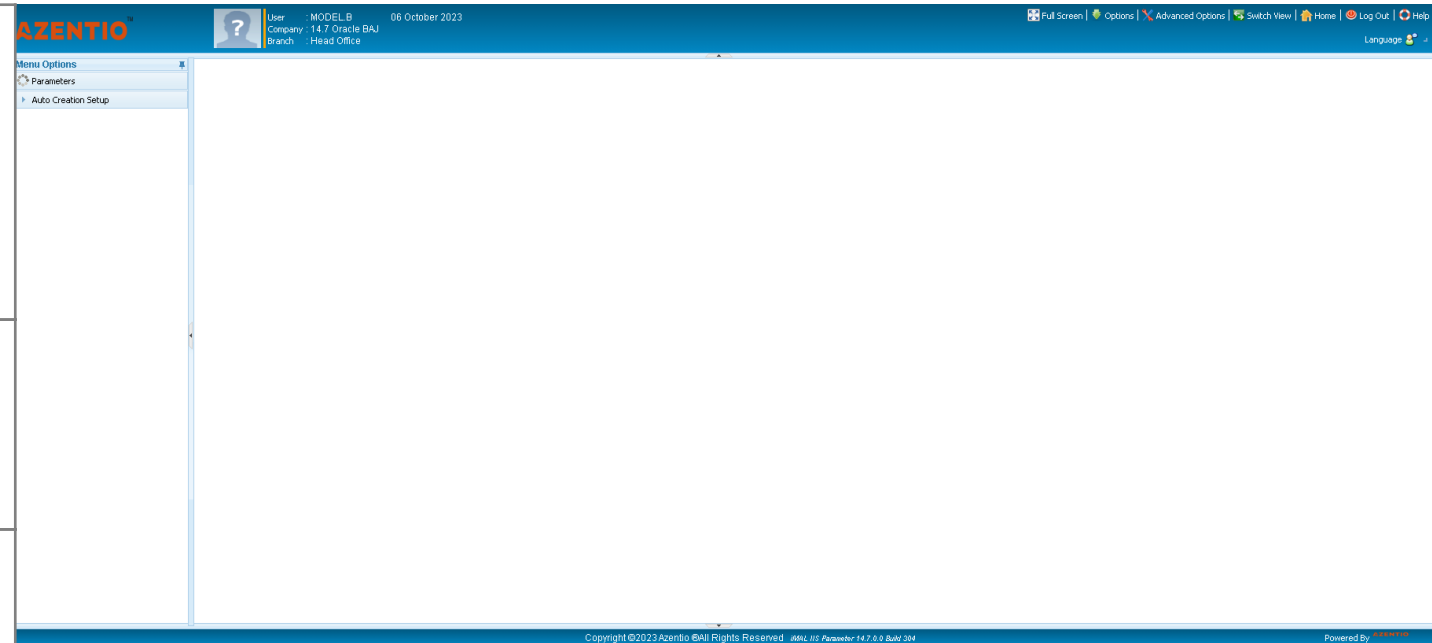 AZENTIO™
User : MODEL.B 06 October 2023
Company : 14.7 Oracle BAJ
Branch : Head Office
Full Screen | Options | Advanced Options | Switch View | Home | Log Out | Help
Language
Menu Options
Parameters
Auto Creation Setup
Copyright ©2023 Azentio ®All Rights Reserved iMAL IIS Parameter 14.7.0.0 Build 304
Powered By AZENTIO